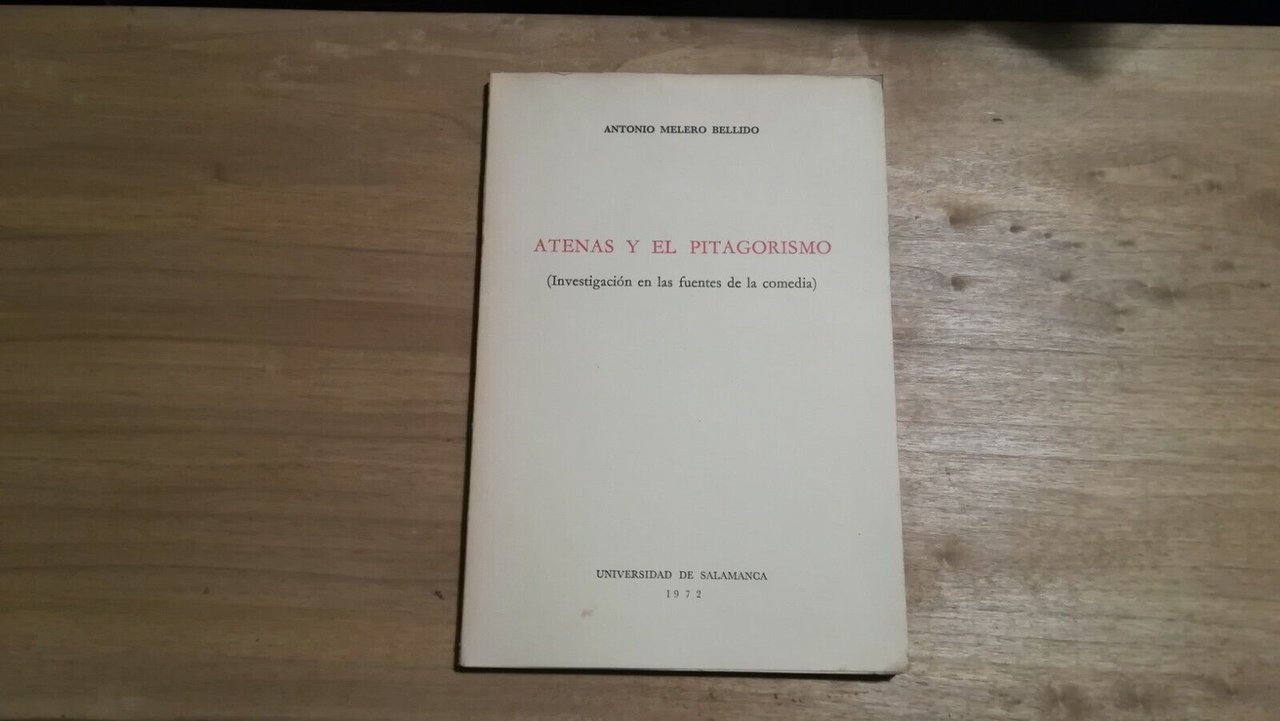 ANTONIO MELERO BELLIDO
ATENAS Y EL PITAGORISMO
(Investigación en las fuentes de la comedia)
UNIVERSIDAD DE SALAMANCA
1972